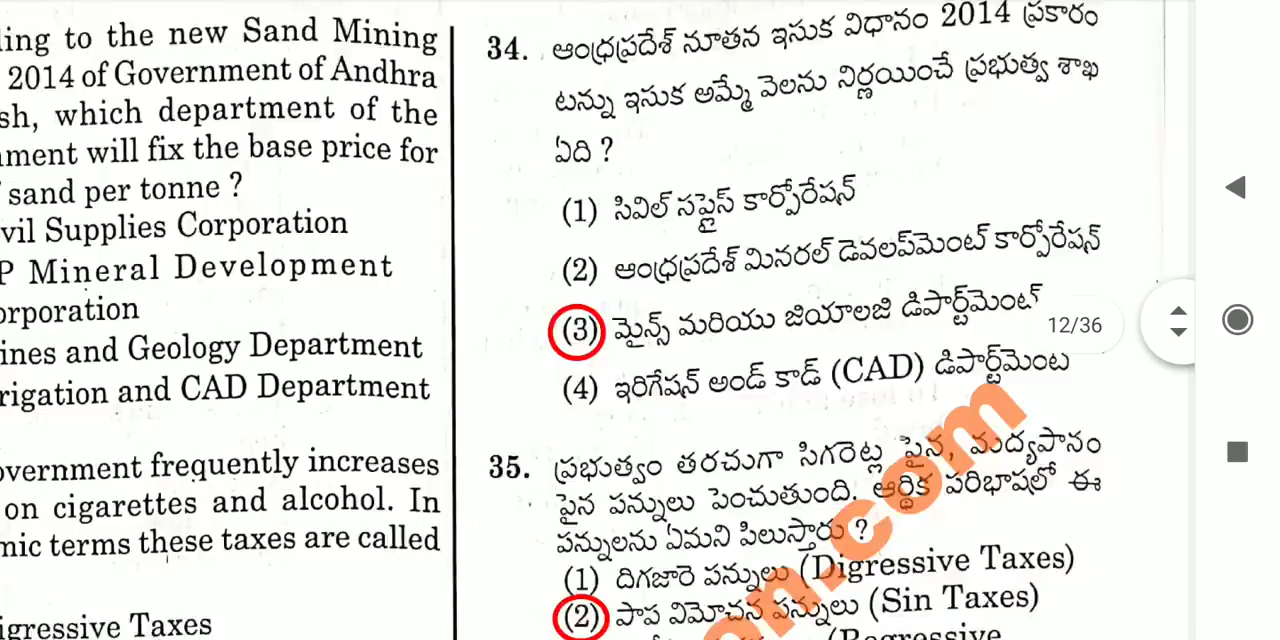 ling to the new Sand Mining
2014 of Government of Andhra
sh, which department of the
nment will fix the base price for
sand per tonne ?
vil Supplies Corporation
P Mineral Development
orporation
ines and Geology Department
rigation and CAD Department
overnment frequently increases
on cigarettes and alcohol. In
mic terms these taxes are called
igressive Taxes
34. ఆంధ్రప్రదేశ్ నూతన ఇసుక విధానం 2014 ప్రకారం
టన్ను ఇసుక అమ్మే వెలను నిర్ణయించే ప్రభుత్వ శాఖ
ఏది ?
(1) సివిల్ సప్లైస్ కార్పోరేషన్
(2) ఆంధ్రప్రదేశ్ మినరల్ డెవలప్‌మెంట్ కార్పోరేషన్
(3) మైన్స్ మరియు జియాలజి డిపార్ట్‌మెంట్
12/36
(4) ఇరిగేషన్ అండ్ కాడ్ (CAD) డిపార్ట్‌మెంట
35. ప్రభుత్వం తరచుగా సిగరెట్ల పైన, మద్యపానం
పైన పన్నులు పెంచుతుంది. ఆర్థిక పరిభాషలో ఈ
పన్నులను ఏమని పిలుస్తారు ?
(1) దిగజారె పన్నులు (Digressive Taxes)
(2) పాప విమోచన పన్నులు (Sin Taxes)
(Regressive
on.com